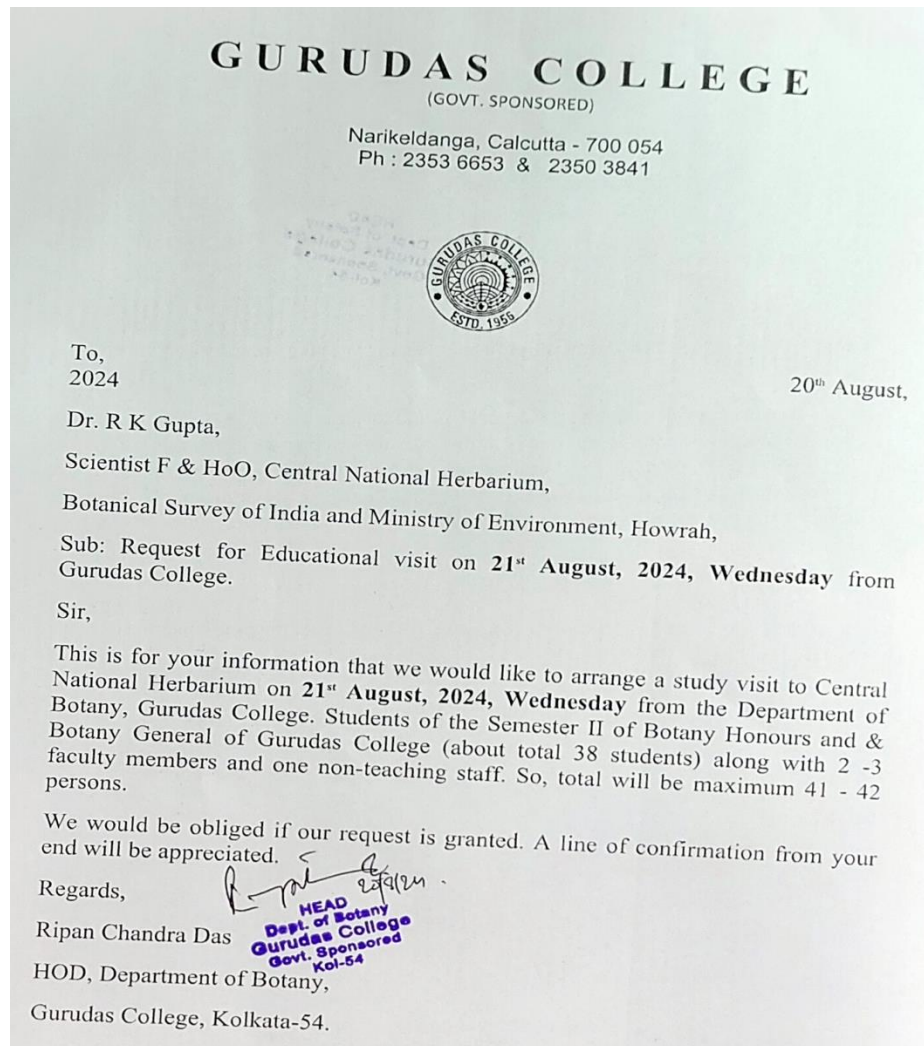 GURUDAS COLLEGE
(GOVT. SPONSORED)
Narikeldanga, Calcutta - 700 054
Ph : 2353 6653 & 2350 3841
GURUDAS COLLEGE
ESTD. 1956
To,
2024 20th August,
Dr. R K Gupta,
Scientist F & HoO, Central National Herbarium,
Botanical Survey of India and Ministry of Environment, Howrah,
Sub: Request for Educational visit on 21st August, 2024, Wednesday from
Gurudas College.
Sir,
This is for your information that we would like to arrange a study visit to Central
National Herbarium on 21st August, 2024, Wednesday from the Department of
Botany, Gurudas College. Students of the Semester II of Botany Honours and &
Botany General of Gurudas College (about total 38 students) along with 2 -3
faculty members and one non-teaching staff. So, total will be maximum 41 - 42
persons.
We would be obliged if our request is granted. A line of confirmation from your
end will be appreciated.
20/8/24
Regards,
HEAD
Dept. of Botany
Gurudas College
Govt. Sponsored
Kol-54
Ripan Chandra Das
HOD, Department of Botany,
Gurudas College, Kolkata-54.